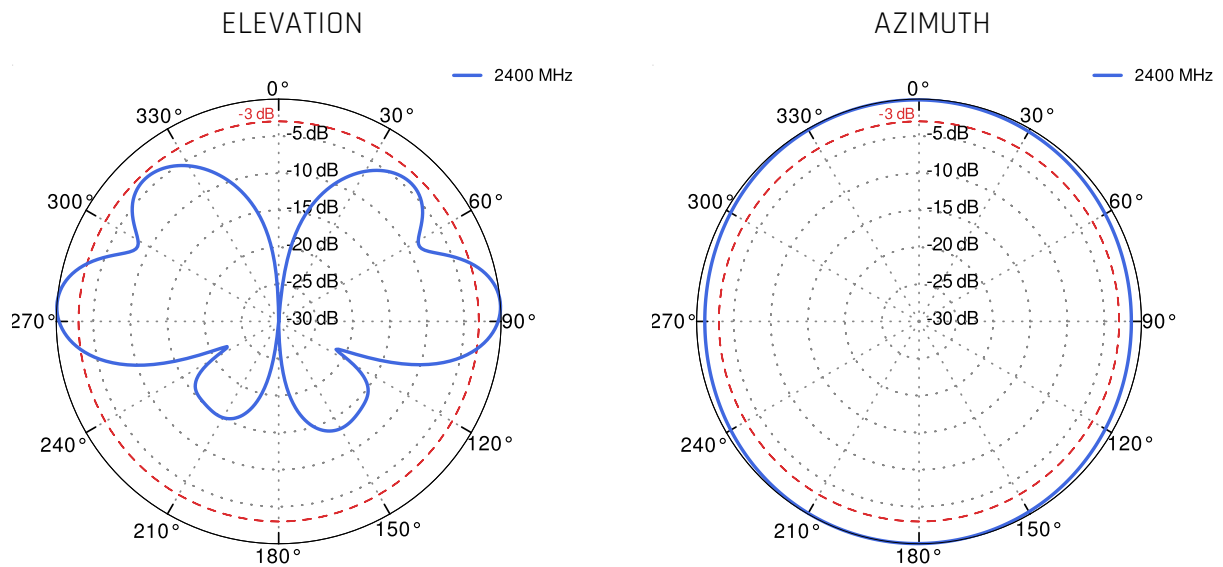 ELEVATION
2400 MHz
0°
330°
-3 dB
30°
-5 dB
-10 dB
300°
60°
-15 dB
-20 dB
-25 dB
270°
-30 dB
90°
240°
120°
210°
150°
180°
AZIMUTH
2400 MHz
0°
330°
-3 dB
30°
-5 dB
-10 dB
300°
60°
-15 dB
-20 dB
-25 dB
270°
-30 dB
90°
240°
120°
210°
150°
180°